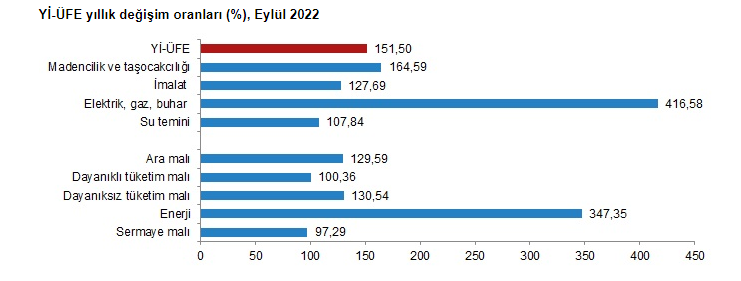 Yİ-ÜFE yıllık değişim oranları (%), Eylül 2022
Yİ-ÜFE 151,50
Madencilik ve taşocakcılığı 164,59
İmalat 127,69
Elektrik, gaz, buhar 416,58
Su temini 107,84
Ara malı 129,59
Dayanıklı tüketim malı 100,36
Dayanıksız tüketim malı 130,54
Enerji 347,35
Sermaye malı 97,29
0 50 100 150 200 250 300 350 400 450